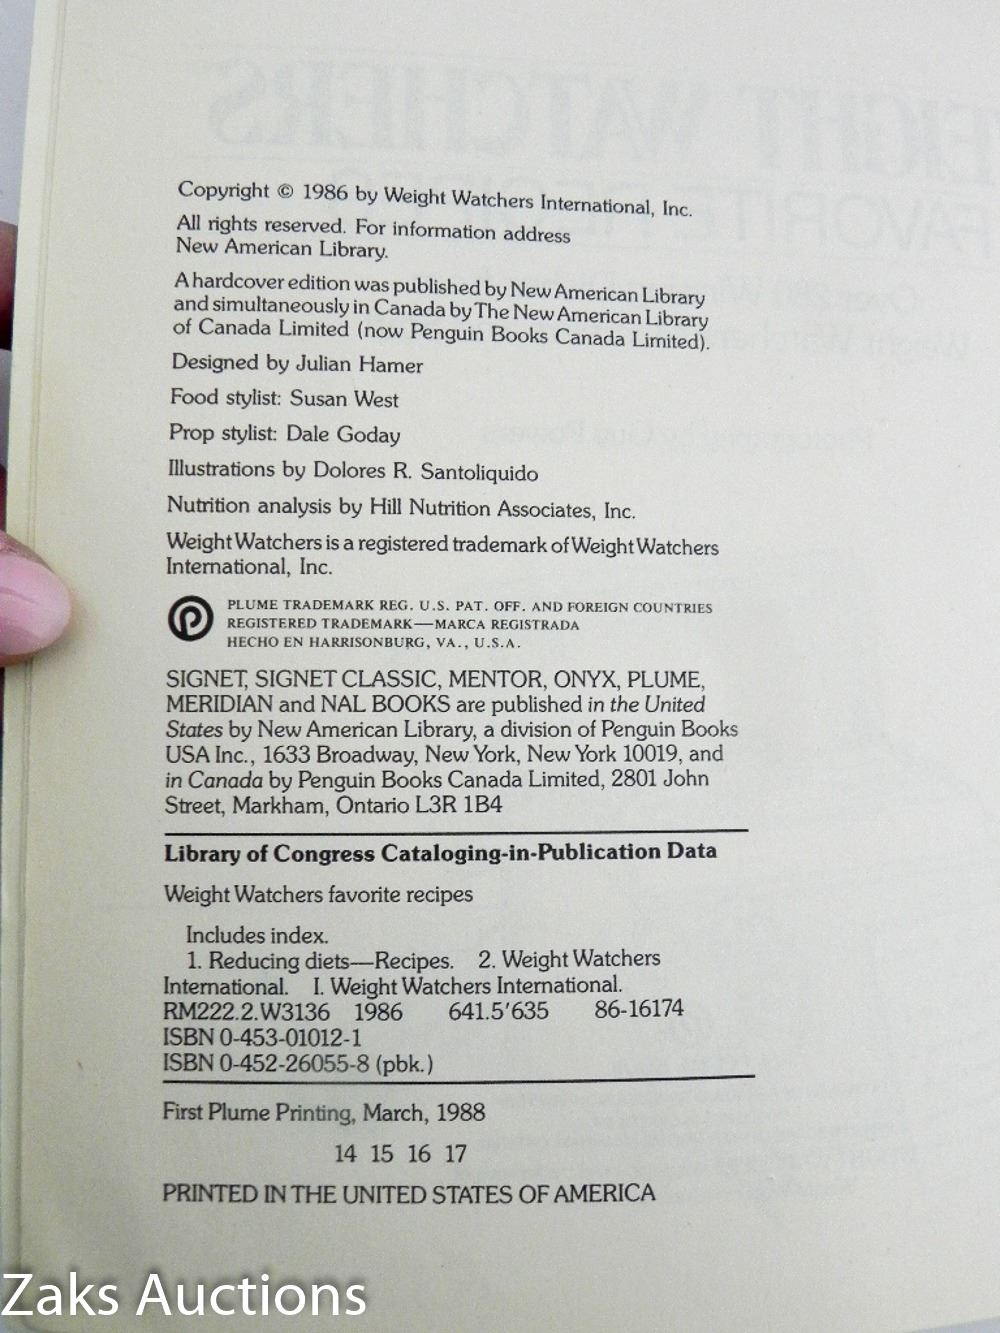 Copyright © 1986 by Weight Watchers International, Inc.
All rights reserved. For information address
New American Library.
A hardcover edition was published by New American Library
and simultaneously in Canada by The New American Library
of Canada Limited (now Penguin Books Canada Limited).
Designed by Julian Hamer
Food stylist: Susan West
Prop stylist: Dale Goday
Illustrations by Dolores R. Santoliquido
Nutrition analysis by Hill Nutrition Associates, Inc.
Weight Watchers is a registered trademark of Weight Watchers
International, Inc.
PLUME TRADEMARK REG. U.S. PAT. OFF. AND FOREIGN COUNTRIES
REGISTERED TRADEMARK—MARCA REGISTRADA
HECHO EN HARRISONBURG, VA., U.S.A.
SIGNET, SIGNET CLASSIC, MENTOR, ONYX, PLUME,
MERIDIAN and NAL BOOKS are published in the United
States by New American Library, a division of Penguin Books
USA Inc., 1633 Broadway, New York, New York 10019, and
in Canada by Penguin Books Canada Limited, 2801 John
Street, Markham, Ontario L3R 1B4
Library of Congress Cataloging-in-Publication Data
Weight Watchers favorite recipes
Includes index.
1. Reducing diets—Recipes. 2. Weight Watchers
International. I. Weight Watchers International.
RM222.2.W3136 1986 641.5'635 86-16174
ISBN 0-453-01012-1
ISBN 0-452-26055-8 (pbk.)
First Plume Printing, March, 1988
14 15 16 17
PRINTED IN THE UNITED STATES OF AMERICA
Zaks Auctions